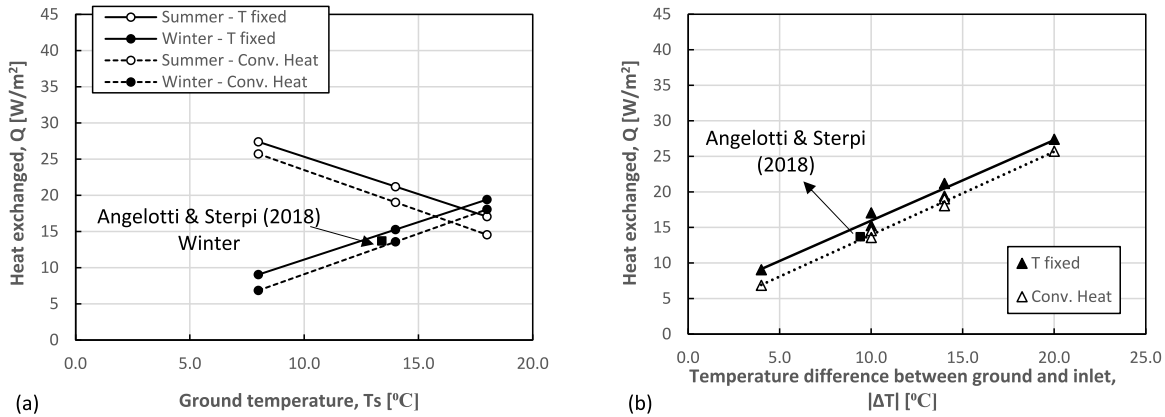 Summer - T fixed
Winter - T fixed
Summer - Conv. Heat
Winter - Conv. Heat
Heat exchanged, Q [W/m²]
45
40
35
30
25
20
15
10
5
0
Angelotti & Sterpi (2018)
Winter
0.0 5.0 10.0 15.0 20.0
(a) Ground temperature, Ts [⁰C]
Heat exchanged, Q [W/m²]
45
40
35
30
25
20
15
10
5
0
Angelotti & Sterpi
(2018)
T fixed
Conv. Heat
0.0 5.0 10.0 15.0 20.0 25.0
Temperature difference between ground and inlet,
(b) |ΔT| [⁰C]